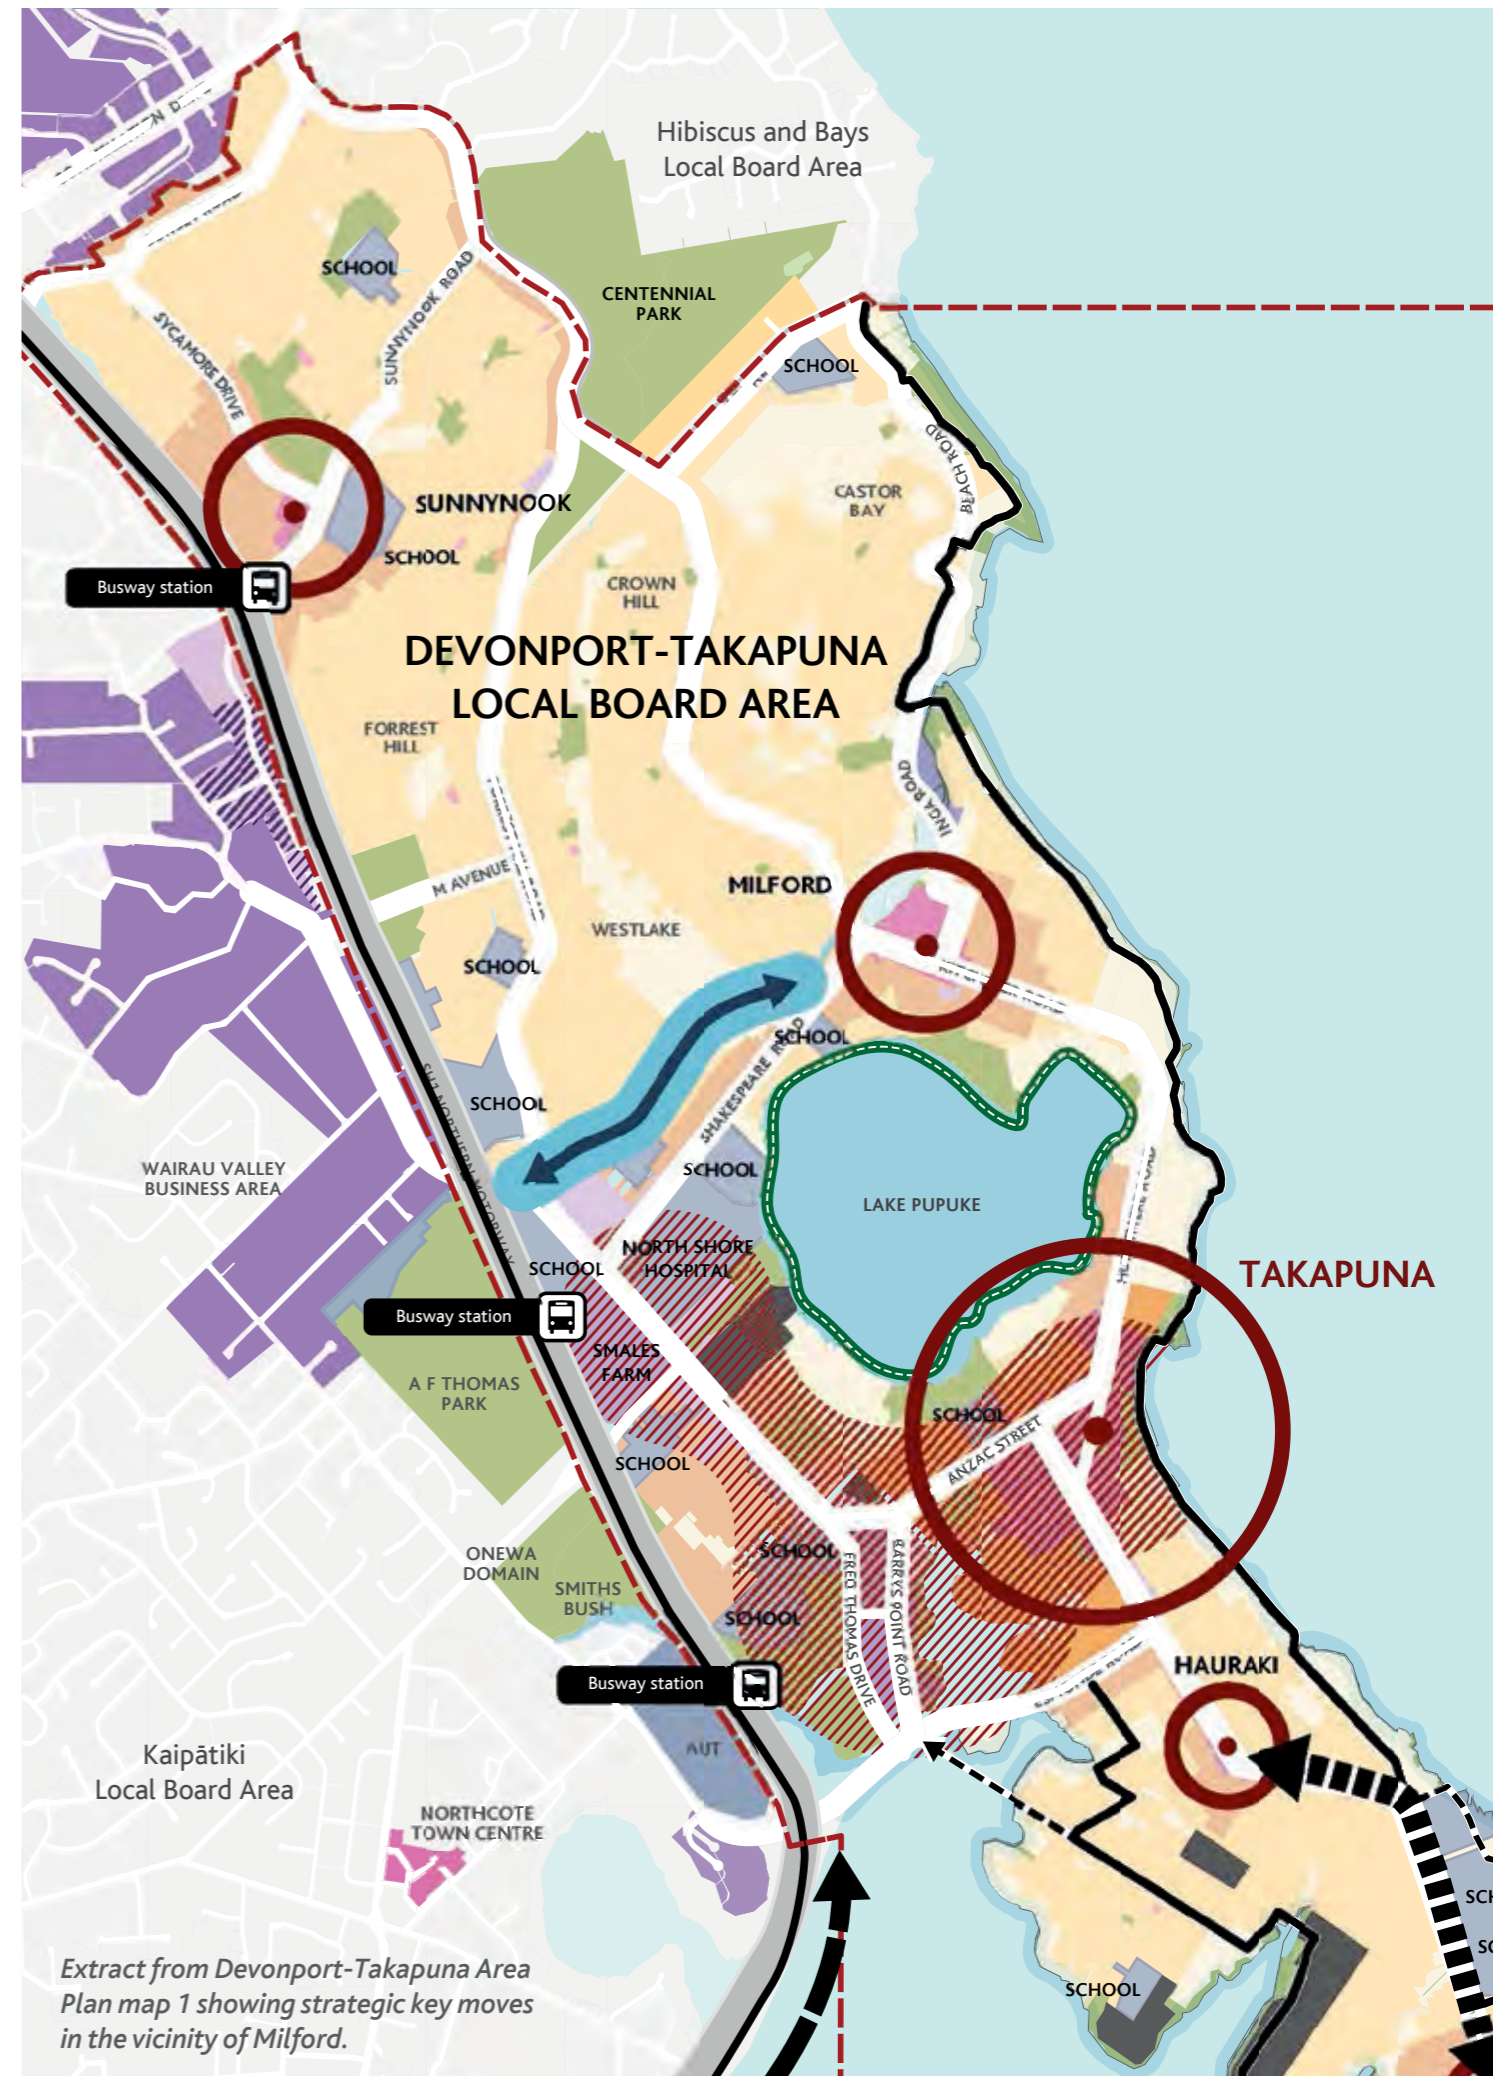 Hibiscus and Bays
Local Board Area
SCHOOL
SUNNYNOOK ROAD
CENTENNIAL
PARK
SYCAMORE DRIVE
SCHOOL
BEACH ROAD
CASTOR
BAY
SUNNYNOOK
SCHOOL
Busway station
CROWN
HILL
DEVONPORT-TAKAPUNA
LOCAL BOARD AREA
FORREST
HILL
INGA ROAD
M AVENUE
MILFORD
WESTLAKE
SCHOOL
SCHOOL
SHAKESPEARE
SH1 NORTHERN MOTORWAY
SCHOOL
SCHOOL
WAIRAU VALLEY
BUSINESS AREA
LAKE PUPUKE
NORTH SHORE
HOSPITAL
SCHOOL
TAKAPUNA
Busway station
SMALES
FARM
A F THOMAS
PARK
SCHOOL
ANZAC STREET
SCHOOL
SCHOOL
FRED THOMAS DRIVE
BARRYS POINT ROAD
ONEWA
DOMAIN
SMITHS
BUSH
SCHOOL
HAURAKI
Busway station
AUT
Kaipātiki
Local Board Area
NORTHCOTE
TOWN CENTRE
SCH
SC
SCHOOL
Extract from Devonport-Takapuna Area
Plan map 1 showing strategic key moves
in the vicinity of Milford.